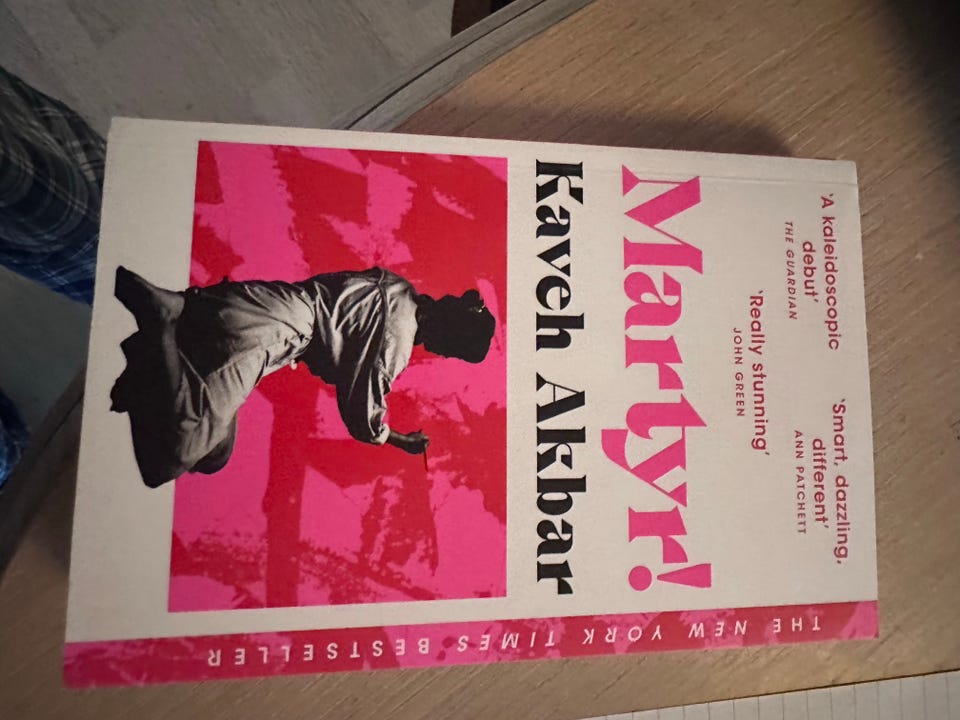 ‘A kaleidoscopic
debut’
THE GUARDIAN
‘Smart, dazzling,
different’
ANN PATCHETT
‘Really stunning’
JOHN GREEN
Martyr!
Kaveh Akbar
THE NEW YORK TIMES BESTSELLER